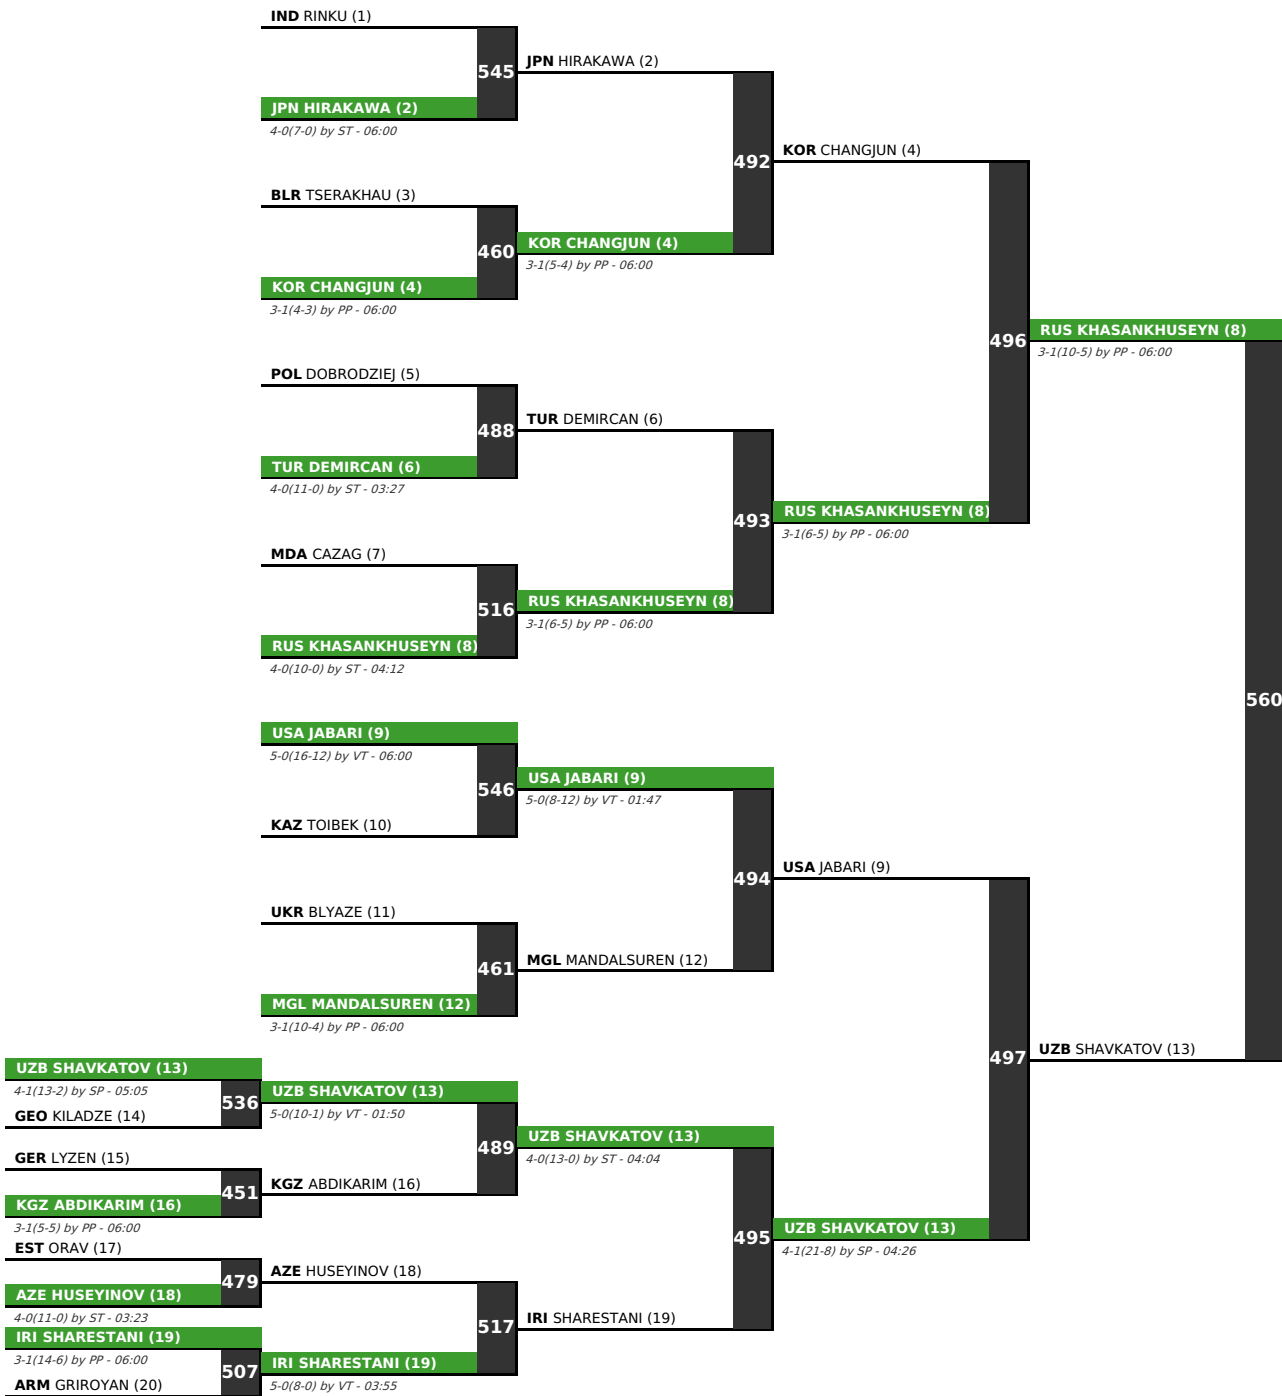 IND RINKU (1)
545
JPN HIRAKAWA (2)
4-0(7-0) by ST - 06:00
JPN HIRAKAWA (2)
492
BLR TSERAKHAU (3)
460
KOR CHANGJUN (4)
3-1(4-3) by PP - 06:00
KOR CHANGJUN (4)
3-1(5-4) by PP - 06:00
KOR CHANGJUN (4)
496
POL DOBRODZIEJ (5)
488
TUR DEMIRCAN (6)
4-0(11-0) by ST - 03:27
TUR DEMIRCAN (6)
493
MDA CAZAG (7)
516
RUS KHASANKHUSEYN (8)
4-0(10-0) by ST - 04:12
RUS KHASANKHUSEYN (8)
3-1(6-5) by PP - 06:00
RUS KHASANKHUSEYN (8)
3-1(6-5) by PP - 06:00
RUS KHASANKHUSEYN (8)
3-1(10-5) by PP - 06:00
560
USA JABARI (9)
5-0(16-12) by VT - 06:00
546
KAZ TOIBEK (10)
USA JABARI (9)
5-0(8-12) by VT - 01:47
494
UKR BLYAZE (11)
461
MGL MANDALSUREN (12)
3-1(10-4) by PP - 06:00
MGL MANDALSUREN (12)
USA JABARI (9)
497
UZB SHAVKATOV (13)
UZB SHAVKATOV (13)
4-1(13-2) by SP - 05:05
536
GEO KILADZE (14)
UZB SHAVKATOV (13)
5-0(10-1) by VT - 01:50
489
GER LYZEN (15)
451
KGZ ABDIKARIM (16)
3-1(5-5) by PP - 06:00
KGZ ABDIKARIM (16)
UZB SHAVKATOV (13)
4-0(13-0) by ST - 04:04
495
UZB SHAVKATOV (13)
4-1(21-8) by SP - 04:26
EST ORAV (17)
479
AZE HUSEYINOV (18)
4-0(11-0) by ST - 03:23
AZE HUSEYINOV (18)
517
IRI SHARESTANI (19)
IRI SHARESTANI (19)
3-1(14-6) by PP - 06:00
507
ARM GRIROYAN (20)
IRI SHARESTANI (19)
5-0(8-0) by VT - 03:55